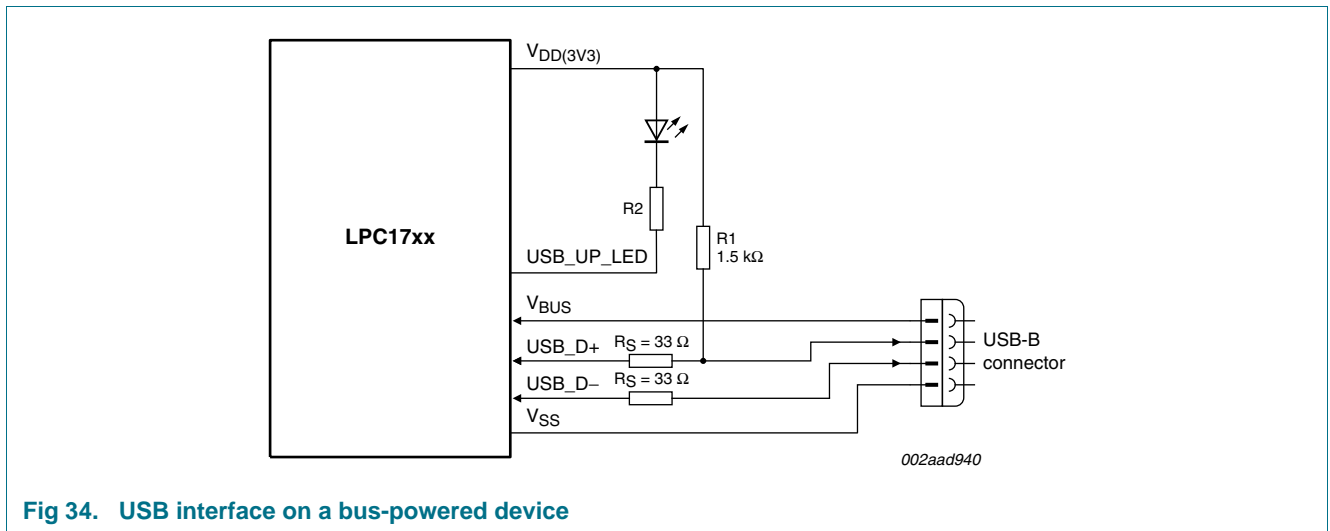 VDD(3V3)
R2
LPC17xx
R1
1.5 kΩ
USB_UP_LED
VBUS
USB_D+ RS = 33 Ω
USB_D− RS = 33 Ω
VSS
USB-B
connector
002aad940
Fig 34. USB interface on a bus-powered device